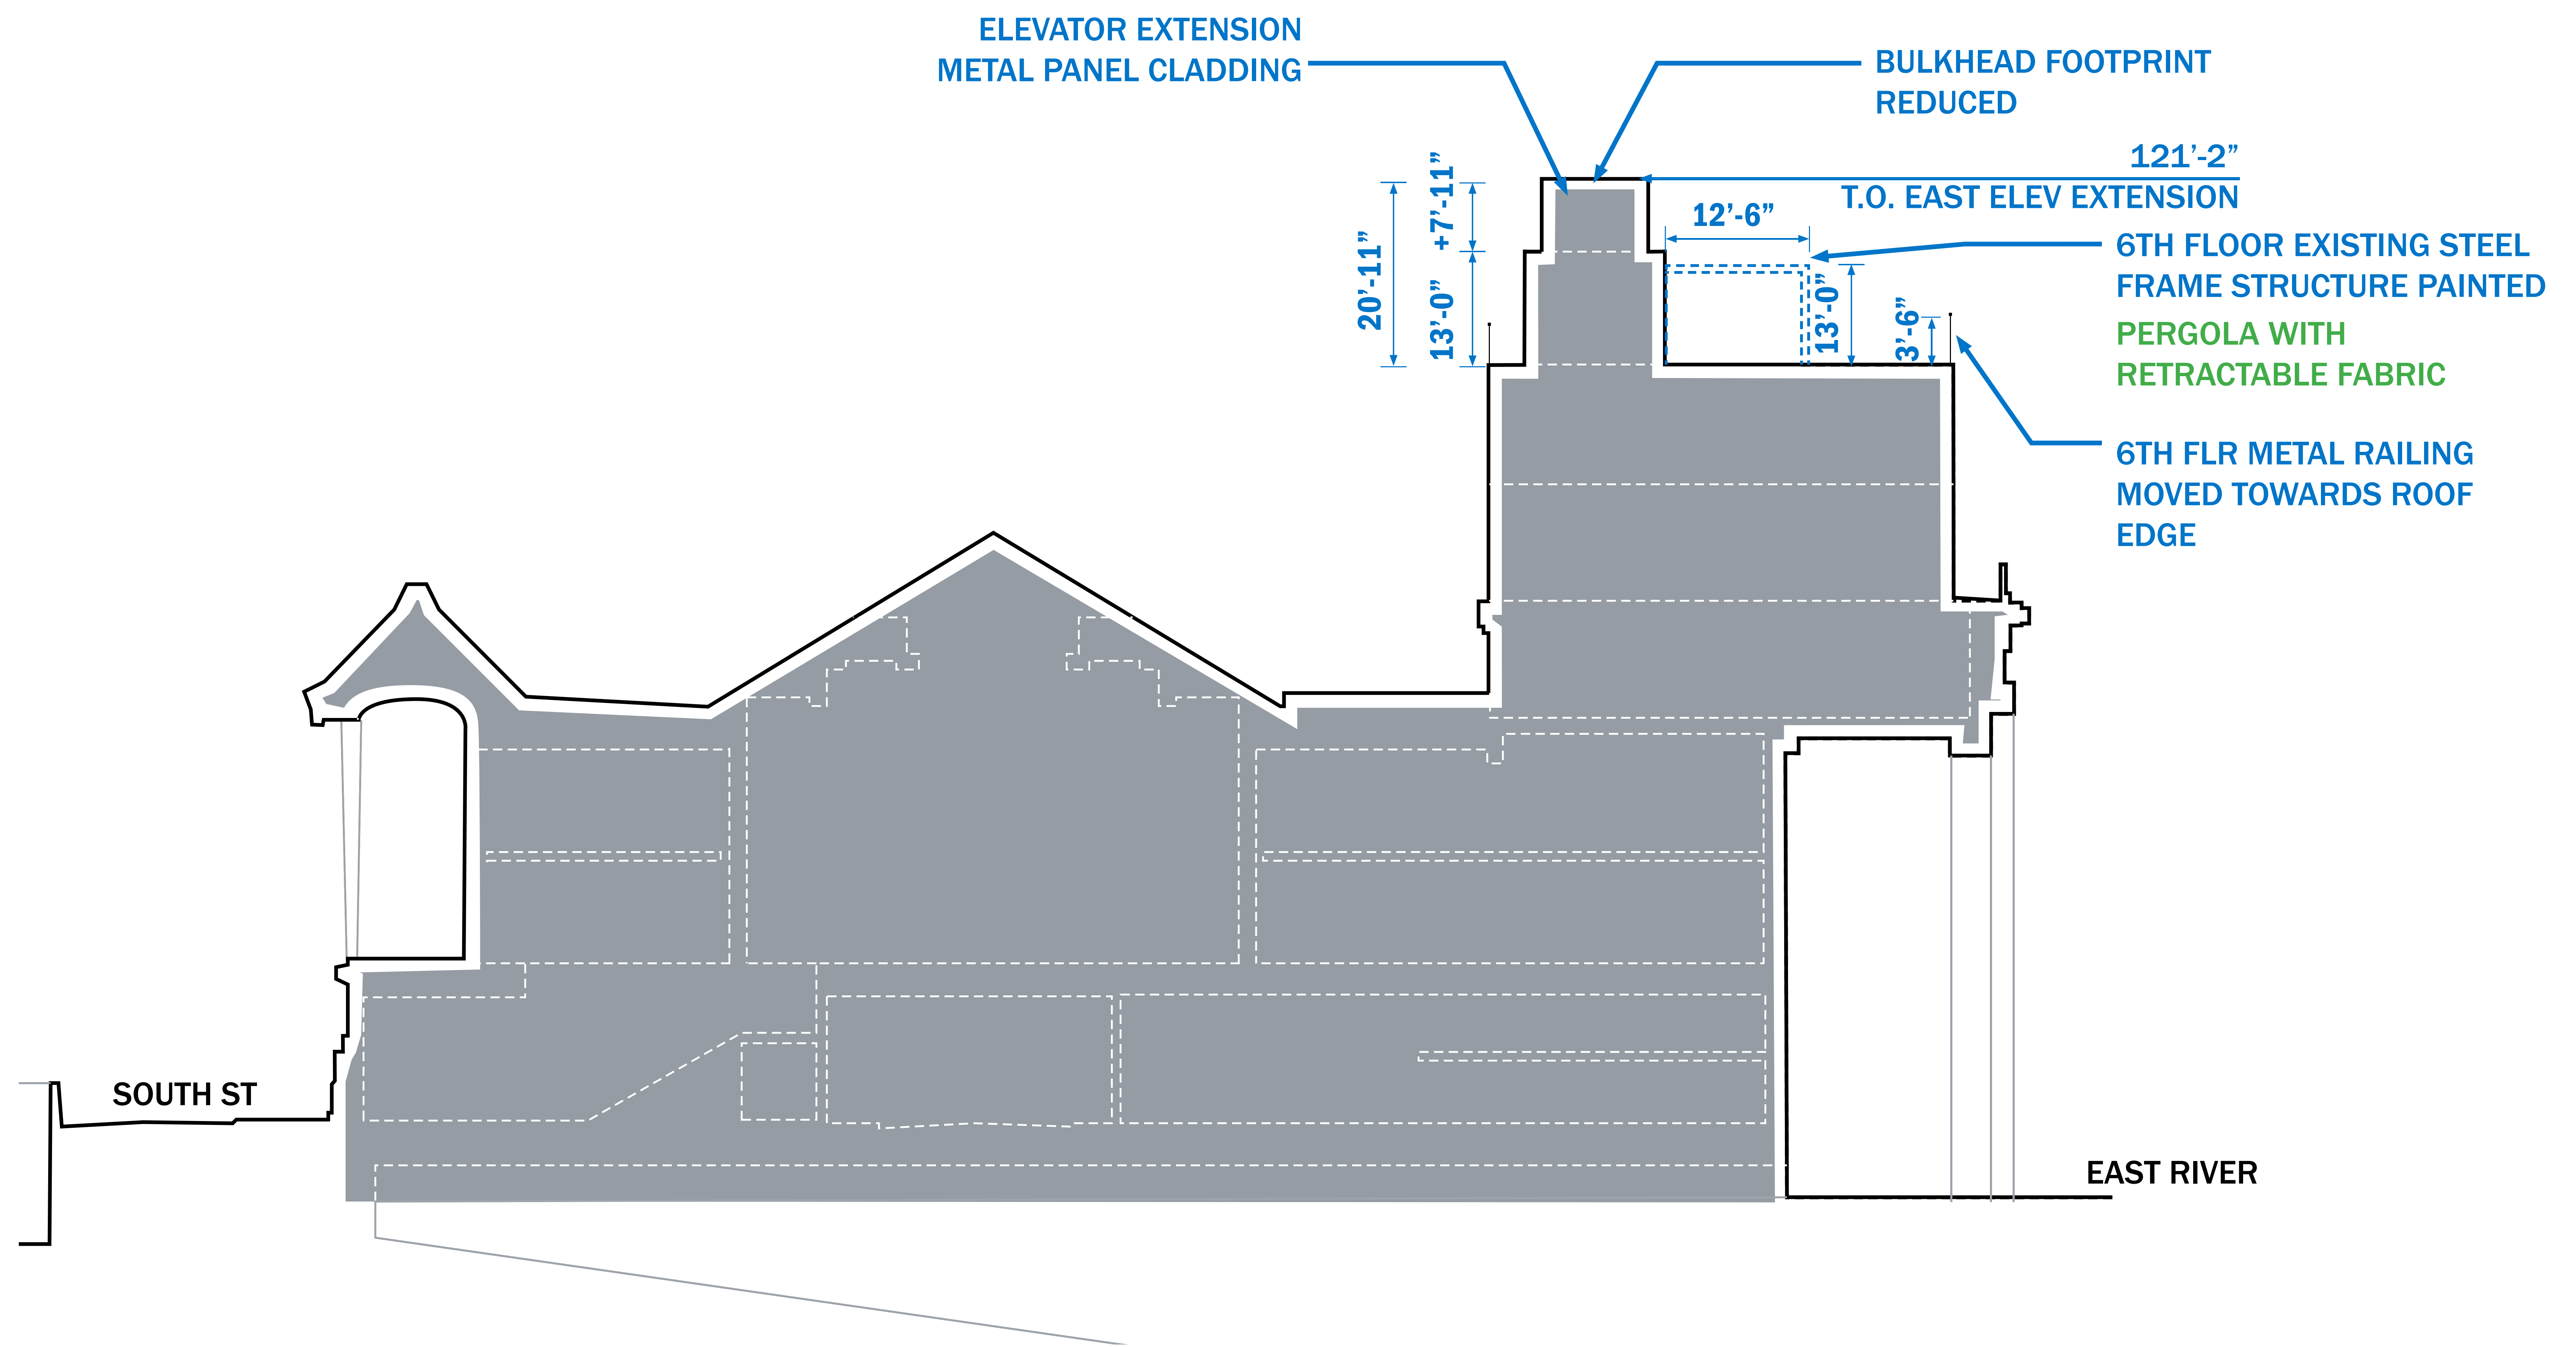 ELEVATOR EXTENSION
METAL PANEL CLADDING
BULKHEAD FOOTPRINT
REDUCED
121’-2”
T.O. EAST ELEV EXTENSION
20’-11”
+7’-11”
13’-0”
12’-6”
13’-0”
3’-6”
6TH FLOOR EXISTING STEEL
FRAME STRUCTURE PAINTED
PERGOLA WITH
RETRACTABLE FABRIC
6TH FLR METAL RAILING
MOVED TOWARDS ROOF
EDGE
SOUTH ST
EAST RIVER